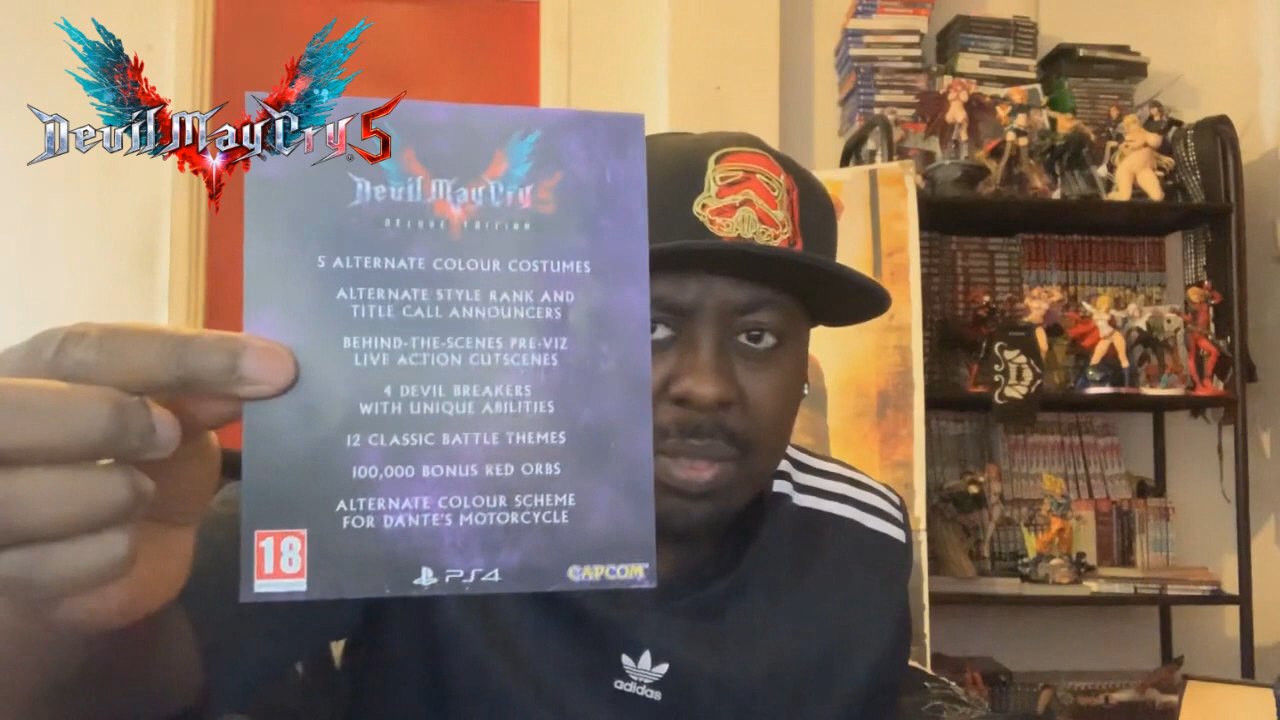 Devil May Cry 5
Devil May Cry 5
DELUXE EDITION
5 ALTERNATE COLOUR COSTUMES
ALTERNATE STYLE RANK AND
TITLE CALL ANNOUNCERS
BEHIND-THE-SCENES PRE-VIZ
LIVE ACTION CUTSCENES
4 DEVIL BREAKERS
WITH UNIQUE ABILITIES
12 CLASSIC BATTLE THEMES
100,000 BONUS RED ORBS
ALTERNATE COLOUR SCHEME
FOR DANTE'S MOTORCYCLE
18
PS4
CAPCOM
adidas